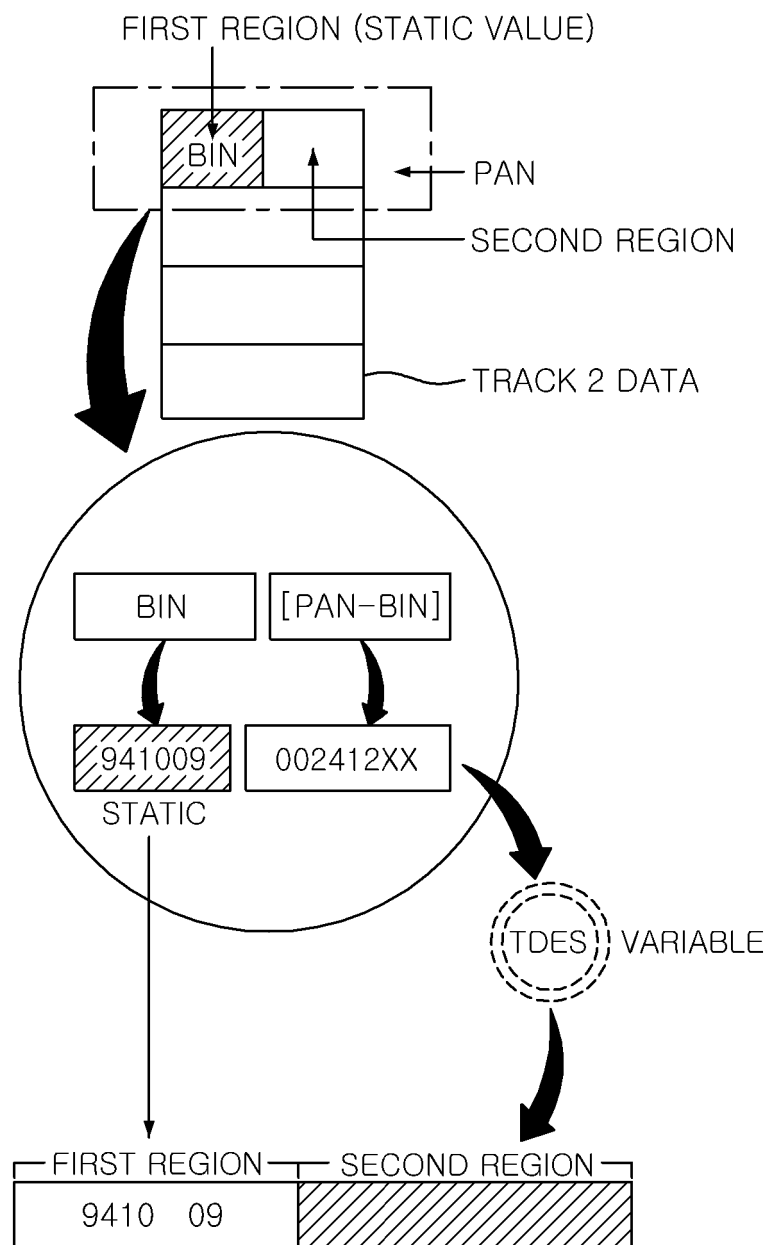 FIRST REGION (STATIC VALUE)
BIN
PAN
SECOND REGION
TRACK 2 DATA
BIN [PAN-BIN]
941009 002412XX
STATIC
TDES VARIABLE
FIRST REGION SECOND REGION
9410 09